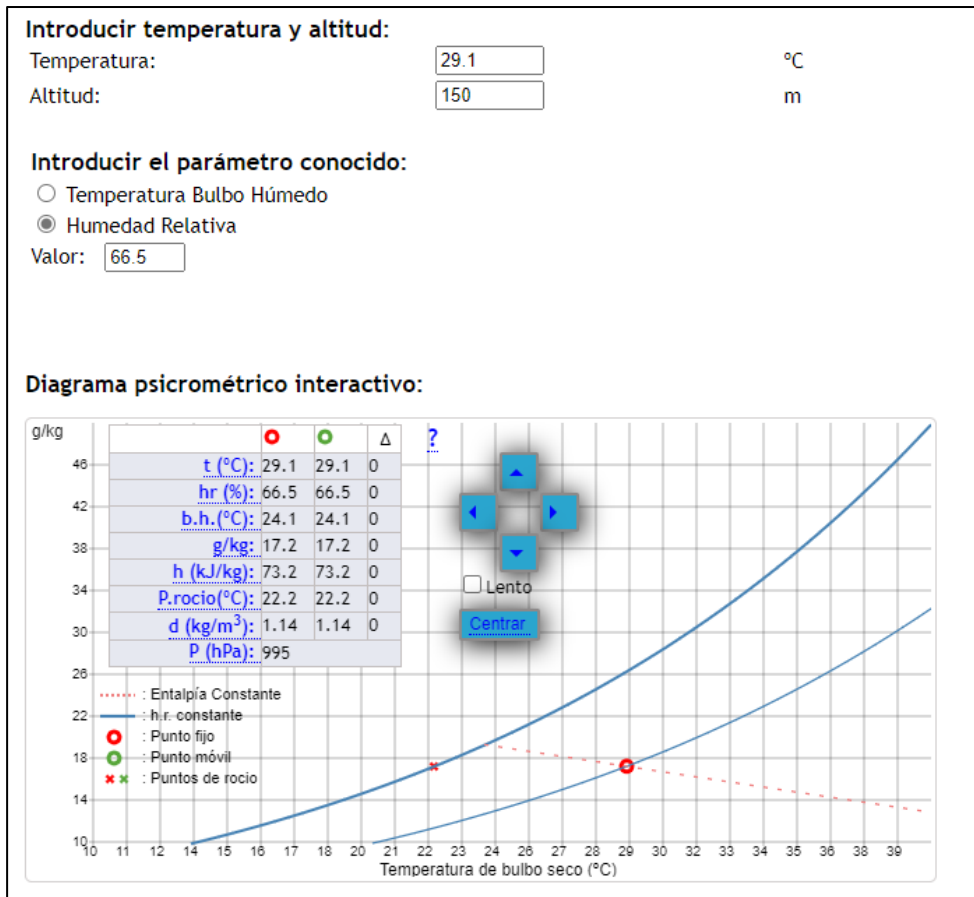 Introducir temperatura y altitud:
Temperatura: 29.1 ºC
Altitud: 150 m
Introducir el parámetro conocido:
Temperatura Bulbo Húmedo
Humedad Relativa
Valor: 66.5
Diagrama psicrométrico interactivo:
g/kg
Δ
?
t (ºC): 29.1 29.1 0
hr (%): 66.5 66.5 0
b.h.(ºC): 24.1 24.1 0
g/kg: 17.2 17.2 0
h (kJ/kg): 73.2 73.2 0
P.rocio(ºC): 22.2 22.2 0
d (kg/m³): 1.14 1.14 0
P (hPa): 995
Lento
Centrar
46
42
38
34
30
26
22
18
14
10
: Entalpía Constante
: h.r. constante
: Punto fijo
: Punto móvil
: Puntos de rocio
10 11 12 14 15 16 17 18 20 21 22 23 24 26 27 28 29 30 32 33 34 35 36 38 39
Temperatura de bulbo seco (ºC)